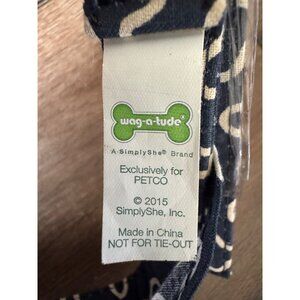 wag-a-tude®
A SimplyShe® Brand
Exclusively for
PETCO
© 2015
SimplyShe, Inc.
Made in China
NOT FOR TIE-OUT